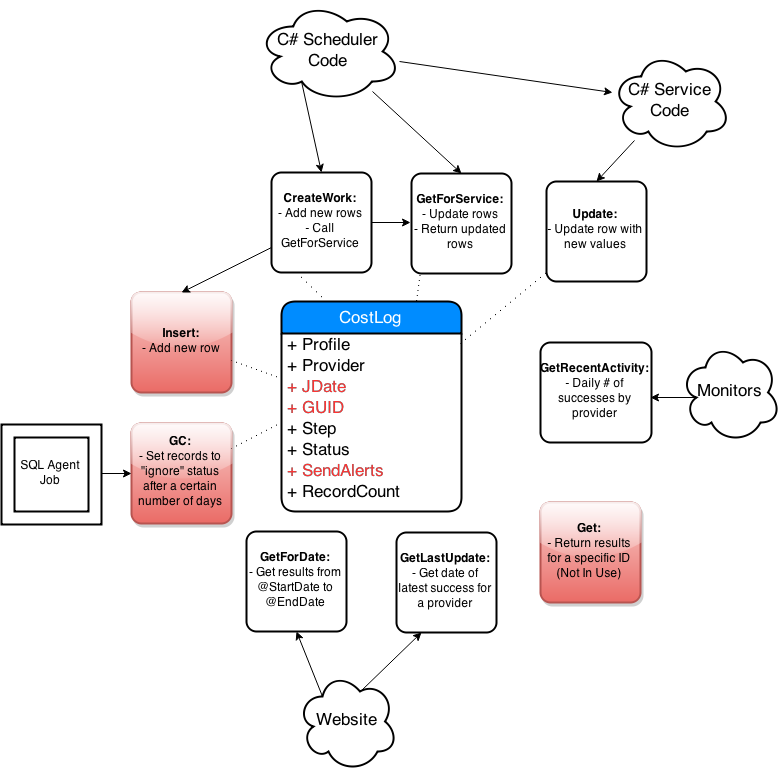 C# Scheduler
Code
C# Service
Code
CreateWork:
- Add new rows
- Call
GetForService
GetForService:
- Update rows
- Return updated
rows
Update:
- Update row with
new values
Insert:
- Add new row
CostLog
+ Profile
+ Provider
+ JDate
+ GUID
+ Step
+ Status
+ SendAlerts
+ RecordCount
GetRecentActivity:
- Daily # of
successes by
provider
Monitors
SQL Agent
Job
GC:
- Set records to
"ignore" status
after a certain
number of days
Get:
- Return results
for a specific ID
(Not In Use)
GetForDate:
- Get results from
@StartDate to
@EndDate
GetLastUpdate:
- Get date of
latest success for
a provider
Website